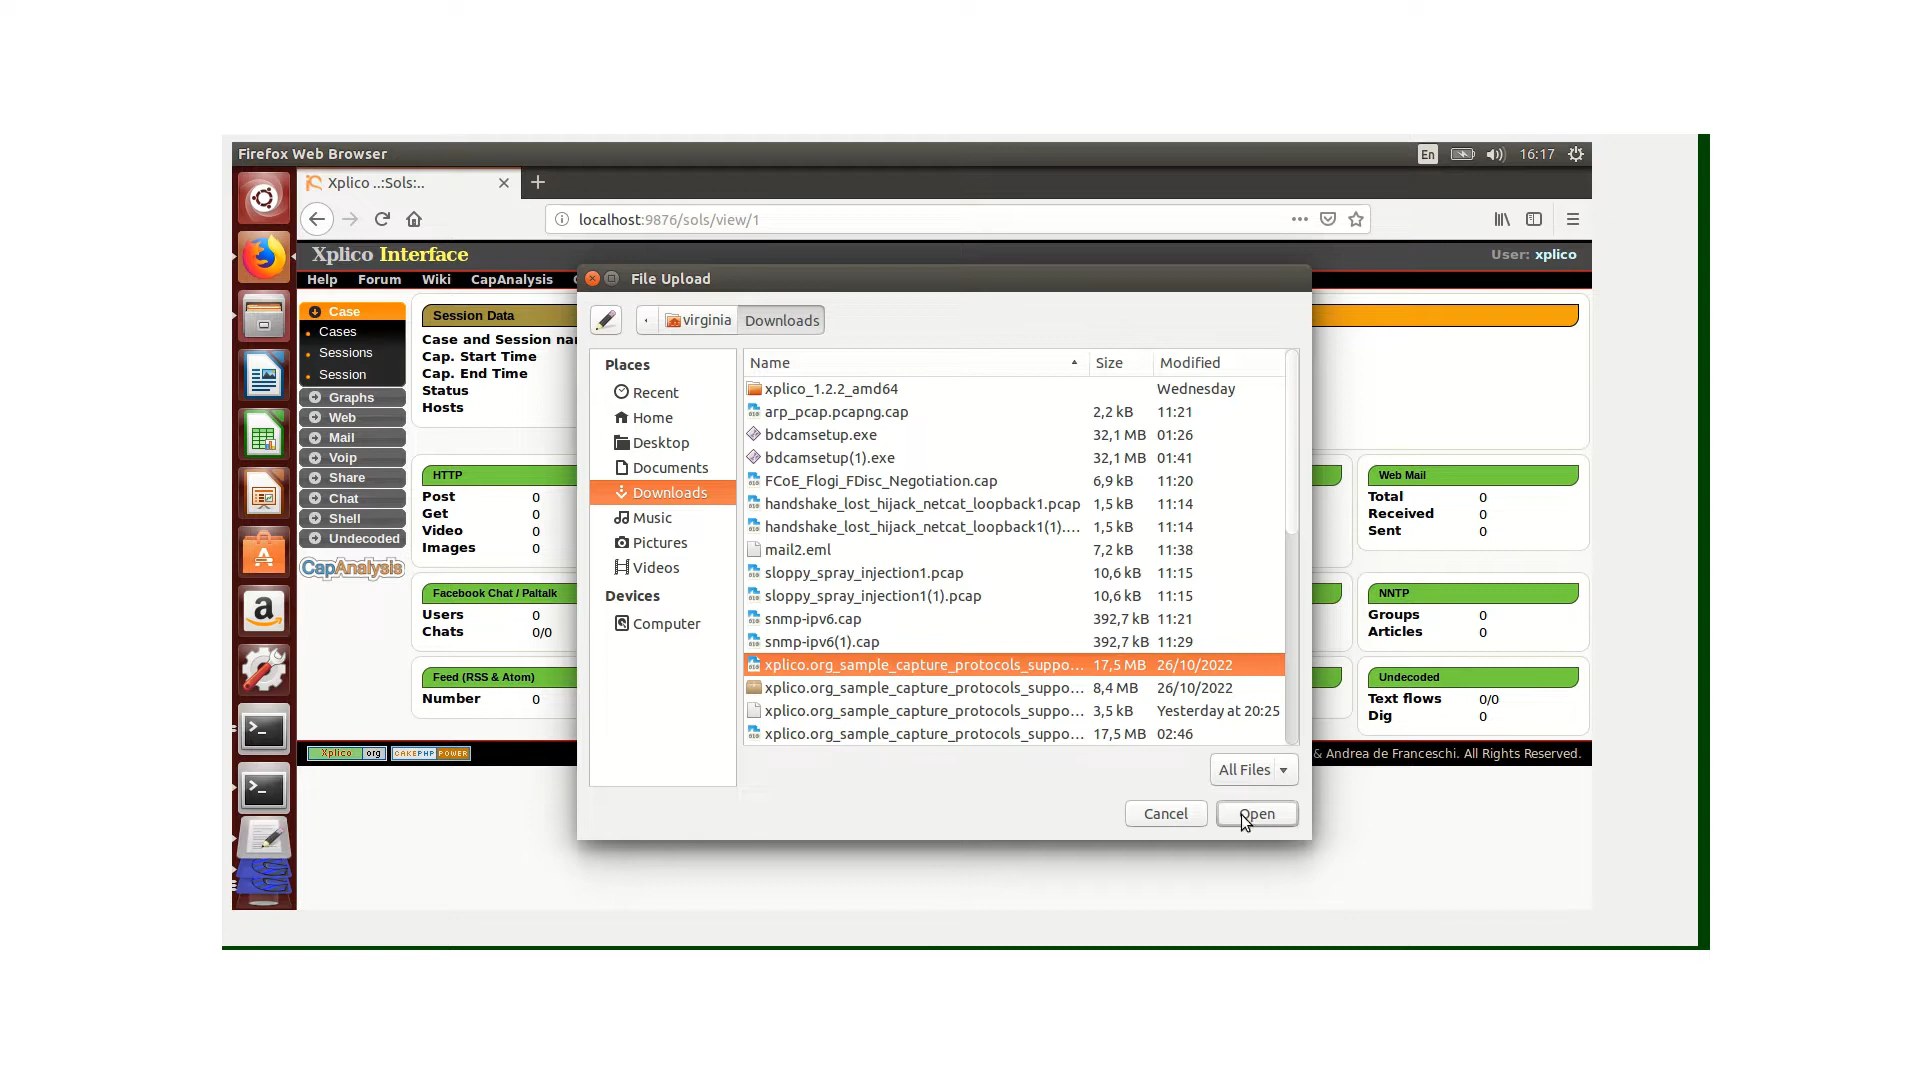 Firefox Web Browser
En
16:17
Xplico ..:Sols:..
localhost:9876/sols/view/1
Xplico Interface
User: xplico
Help Forum Wiki CapAnalysis
File Upload
virginia Downloads
Case
Cases
Sessions
Session
Graphs
Web
Mail
Voip
Share
Chat
Shell
Undecoded
CapAnalysis
Session Data
Case and Session nar
Cap. Start Time
Cap. End Time
Status
Hosts
HTTP
Post 0
Get 0
Video 0
Images 0
Facebook Chat / Paltalk
Users 0
Chats 0/0
Feed (RSS & Atom)
Number 0
Places
Recent
Home
Desktop
Documents
Downloads
Music
Pictures
Videos
Devices
Computer
Name Size Modified
xplico_1.2.2_amd64 Wednesday
arp_pcap.pcapng.cap 2,2 kB 11:21
bdcamsetup.exe 32,1 MB 01:26
bdcamsetup(1).exe 32,1 MB 01:41
FCoE_Flogi_FDisc_Negotiation.cap 6,9 kB 11:20
handshake_lost_hijack_netcat_loopback1.pcap 1,5 kB 11:14
handshake_lost_hijack_netcat_loopback1(1).... 1,5 kB 11:14
mail2.eml 7,2 kB 11:38
sloppy_spray_injection1.pcap 10,6 kB 11:15
sloppy_spray_injection1(1).pcap 10,6 kB 11:15
snmp-ipv6.cap 392,7 kB 11:21
snmp-ipv6(1).cap 392,7 kB 11:29
xplico.org_sample_capture_protocols_suppo... 17,5 MB 26/10/2022
xplico.org_sample_capture_protocols_suppo... 8,4 MB 26/10/2022
xplico.org_sample_capture_protocols_suppo... 3,5 kB Yesterday at 20:25
xplico.org_sample_capture_protocols_suppo... 17,5 MB 02:46
All Files
Cancel Open
Web Mail
Total 0
Received 0
Sent 0
NNTP
Groups 0
Articles 0
Undecoded
Text flows 0/0
Dig 0
Xplico org CAKEPHP POWER
& Andrea de Franceschi. All Rights Reserved.